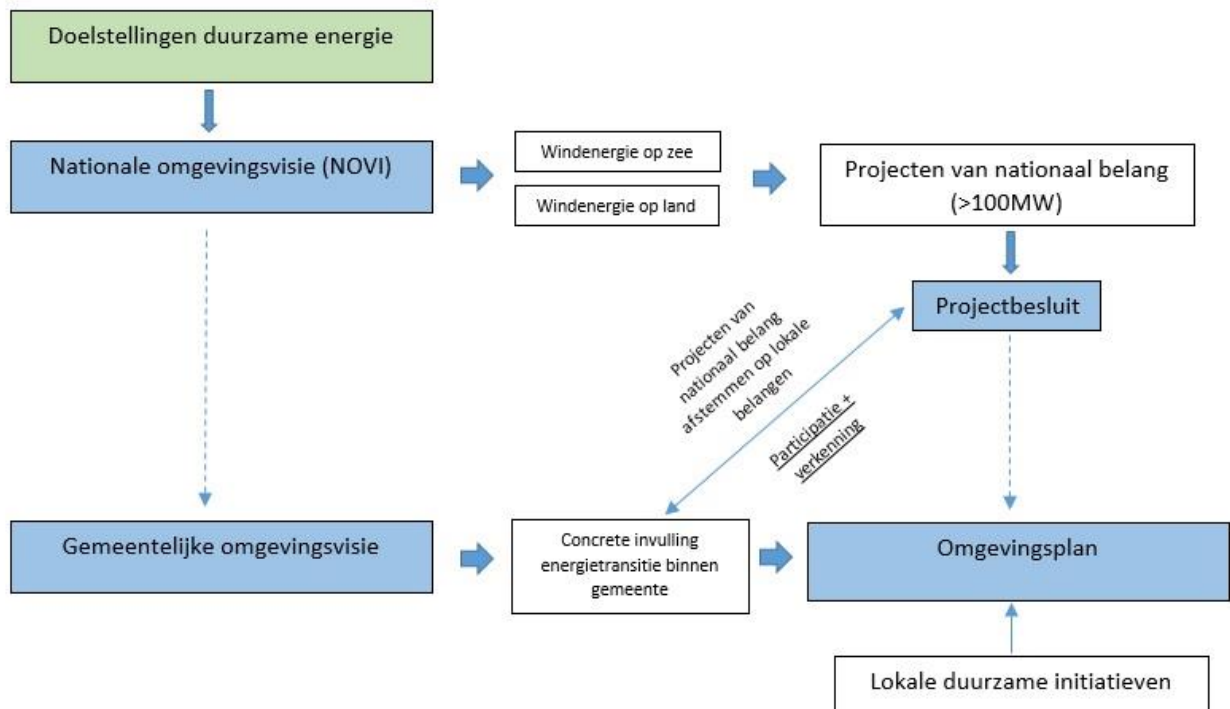 Doelstellingen duurzame energie
Nationale omgevingsvisie (NOVI)
Windenergie op zee
Windenergie op land
Projecten van nationaal belang
(>100MW)
Projectbesluit
Projecten van
nationaal belang
afstemmen op lokale
belangen
Participatie +
verkenning
Gemeentelijke omgevingsvisie
Concrete invulling
energietransitie binnen
gemeente
Omgevingsplan
Lokale duurzame initiatieven